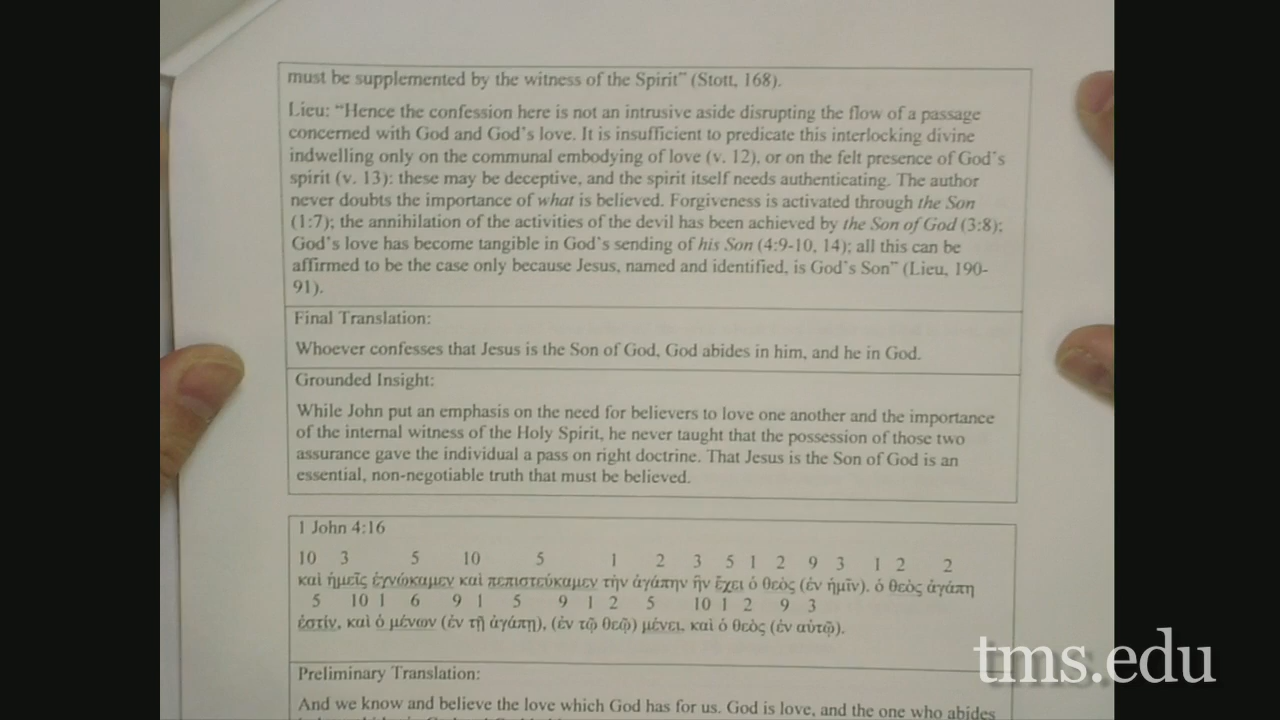 must be supplemented by the witness of the Spirit” (Stott, 168).
Lieu: “Hence the confession here is not an intrusive aside disrupting the flow of a passage
concerned with God and God’s love. It is insufficient to predicate this interlocking divine
indwelling only on the communal embodying of love (v. 12), or on the felt presence of God’s
spirit (v. 13): these may be deceptive, and the spirit itself needs authenticating. The author
never doubts the importance of what is believed. Forgiveness is activated through the Son
(1:7); the annihilation of the activities of the devil has been achieved by the Son of God (3:8);
God’s love has become tangible in God’s sending of his Son (4:9-10, 14); all this can be
affirmed to be the case only because Jesus, named and identified, is God’s Son” (Lieu, 190-
91).
Final Translation:
Whoever confesses that Jesus is the Son of God, God abides in him, and he in God.
Grounded Insight:
While John put an emphasis on the need for believers to love one another and the importance
of the internal witness of the Holy Spirit, he never taught that the possession of those two
assurance gave the individual a pass on right doctrine. That Jesus is the Son of God is an
essential, non-negotiable truth that must be believed.
1 John 4:16
10 3 5 10 5 1 2 3 5 1 2 9 3 1 2 2
καὶ ἡμεῖς ἐγνώκαμεν καὶ πεπιστεύκαμεν τὴν ἀγάπην ἣν ἔχει ὁ θεὸς (ἐν ἡμῖν). ὁ θεὸς ἀγάπη
5 10 1 6 9 1 5 9 1 2 5 10 1 2 9 3
ἐστίν, καὶ ὁ μένων (ἐν τῇ ἀγάπῃ), (ἐν τῷ θεῷ) μένει, καὶ ὁ θεὸς (ἐν αὐτῷ).
Preliminary Translation:
And we know and believe the love which God has for us. God is love, and the one who abides
tms.edu